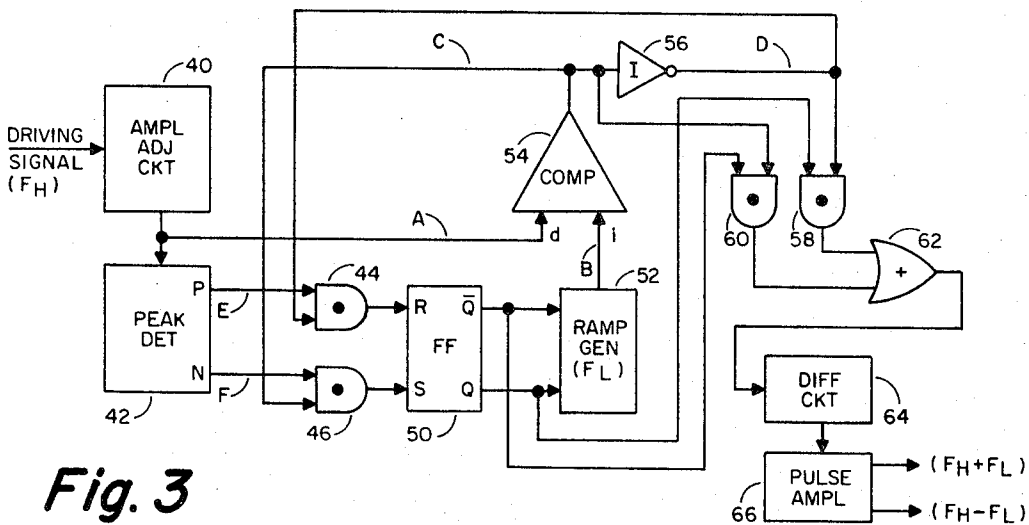 C
56
I
D
40
AMPL
ADJ
CKT
DRIVING
SIGNAL
(FH)
54
COMP
A
d
i
B
60
58
62
+
44
52
P
E
PEAK
DET
N
F
R
Q̅
FF
S
Q
RAMP
GEN
(FL)
42
46
50
DIFF
CKT
64
PULSE
AMPL
66
(FH+FL)
(FH−FL)
Fig. 3